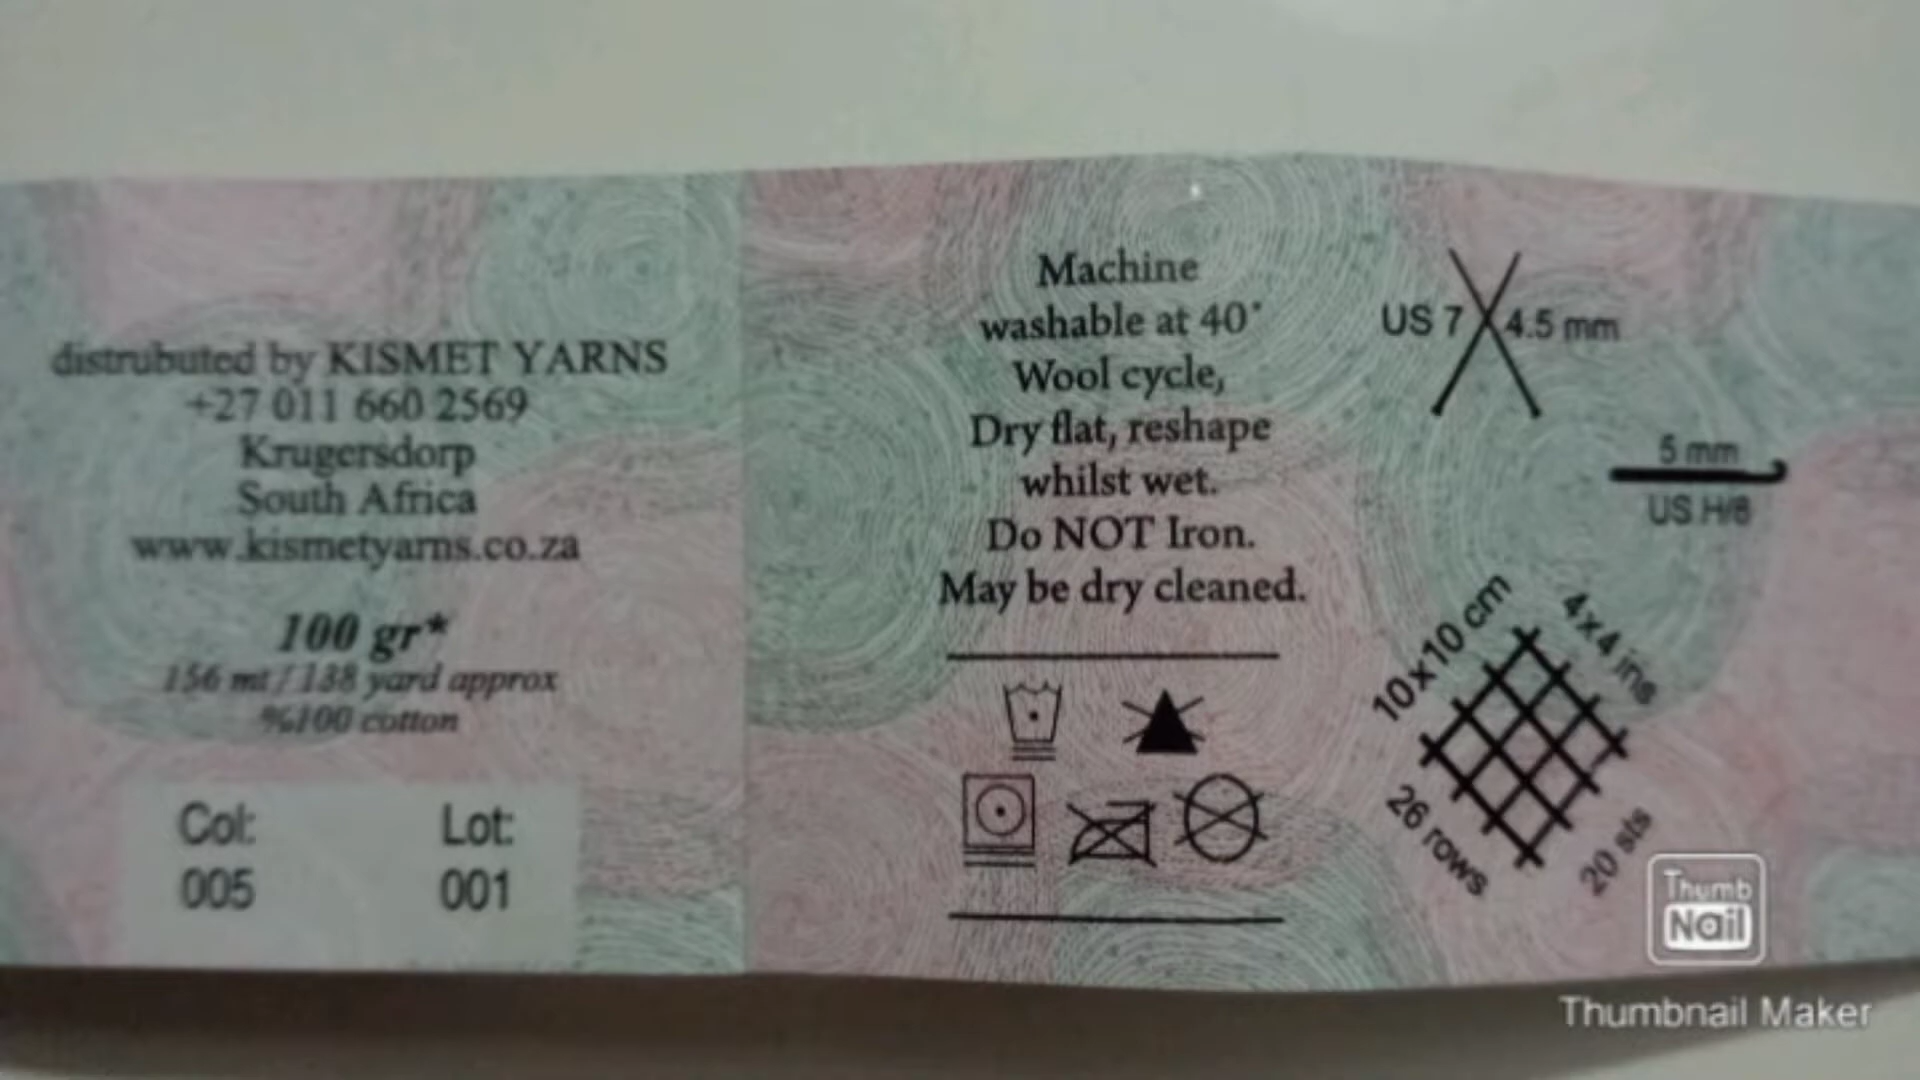 distrubuted by KISMET YARNS
+27 011 660 2569
Krugersdorp
South Africa
www.kismetyarns.co.za
100 gr*
156 mt / 138 yard approx
%100 cotton
Col:
Lot:
005
001
Machine
washable at 40°
Wool cycle,
Dry flat, reshape
whilst wet.
Do NOT Iron.
May be dry cleaned.
US 7
4.5 mm
5 mm
US H/8
10x10 cm
4x4 ins
26 rows
20 sts
Thumb
Nail
Thumbnail Maker